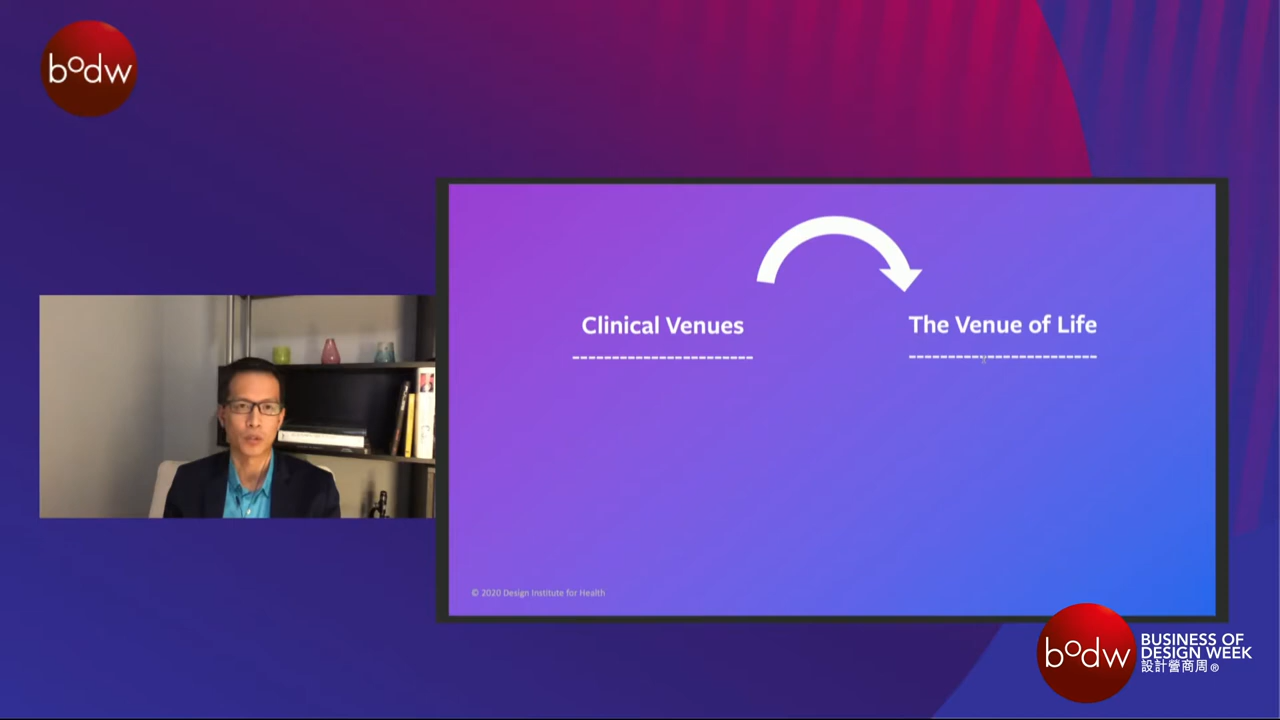 bodw
Clinical Venues
-----------------------
The Venue of Life
------------------------
© 2020 Design Institute for Health
bodw
BUSINESS OF
DESIGN WEEK
設計營商周®